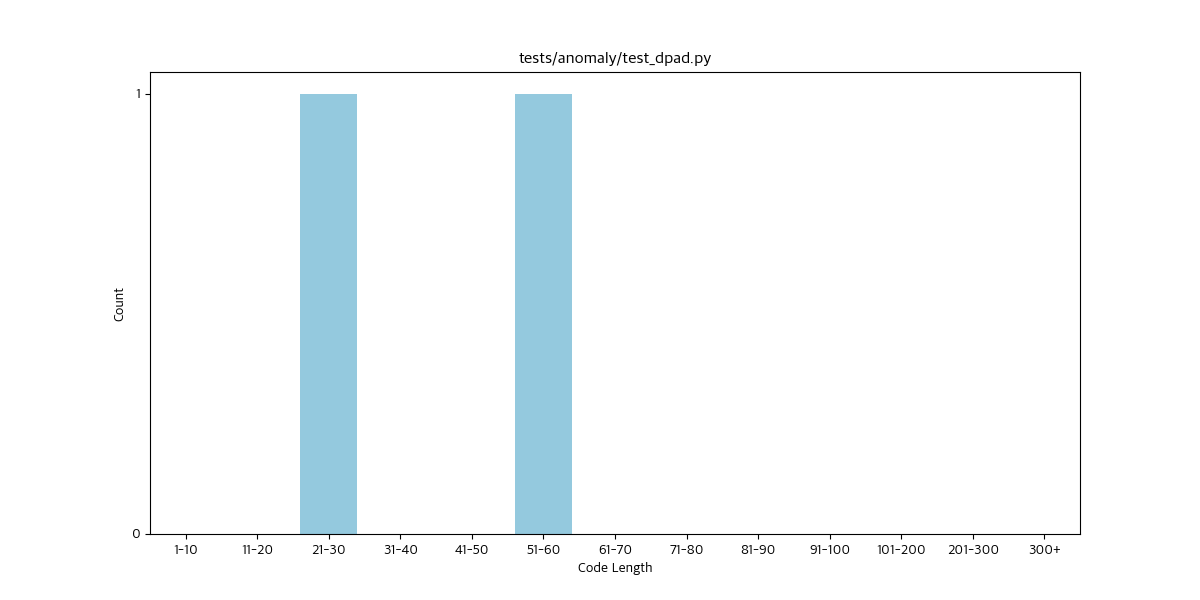 tests/anomaly/test_dpad.py
1
Count
0
1-10 11-20 21-30 31-40 41-50 51-60 61-70 71-80 81-90 91-100 101-200 201-300 300+
Code Length